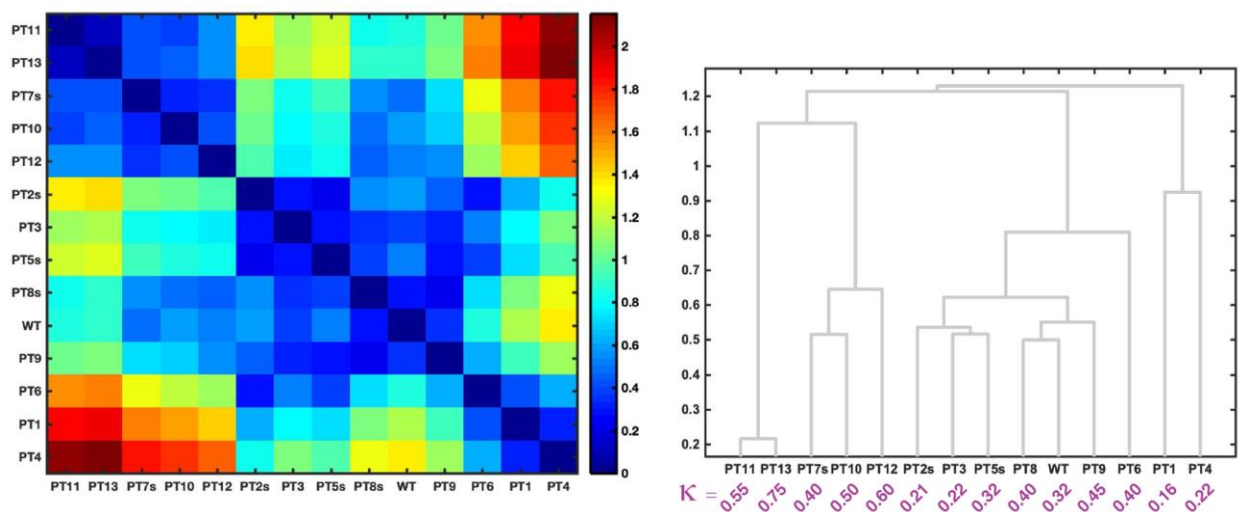 PT11
PT13
PT7s
PT10
PT12
PT2s
PT3
PT5s
PT8s
WT
PT9
PT6
PT1
PT4
PT11 PT13 PT7s PT10 PT12 PT2s PT3 PT5s PT8s WT PT9 PT6 PT1 PT4
2
1.8
1.6
1.4
1.2
1
0.8
0.6
0.4
0.2
0
1.2
1.1
1
0.9
0.8
0.7
0.6
0.5
0.4
0.3
0.2
PT11 PT13 PT7s PT10 PT12 PT2s PT3 PT5s PT8 WT PT9 PT6 PT1 PT4
κ = 0.55 0.75 0.40 0.50 0.60 0.21 0.22 0.32 0.40 0.32 0.45 0.40 0.16 0.22